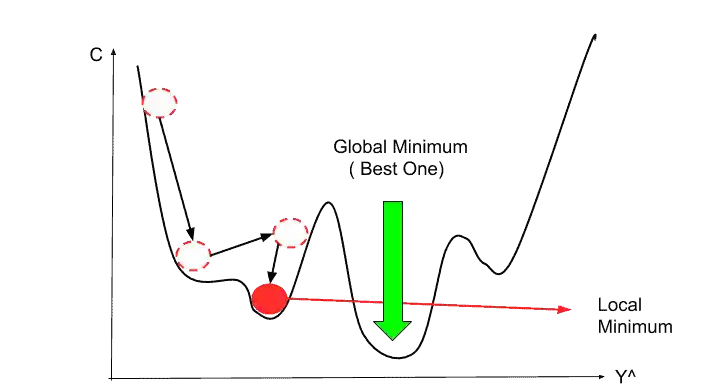 C
Global Minimum
( Best One)
Local
Minimum
Y^